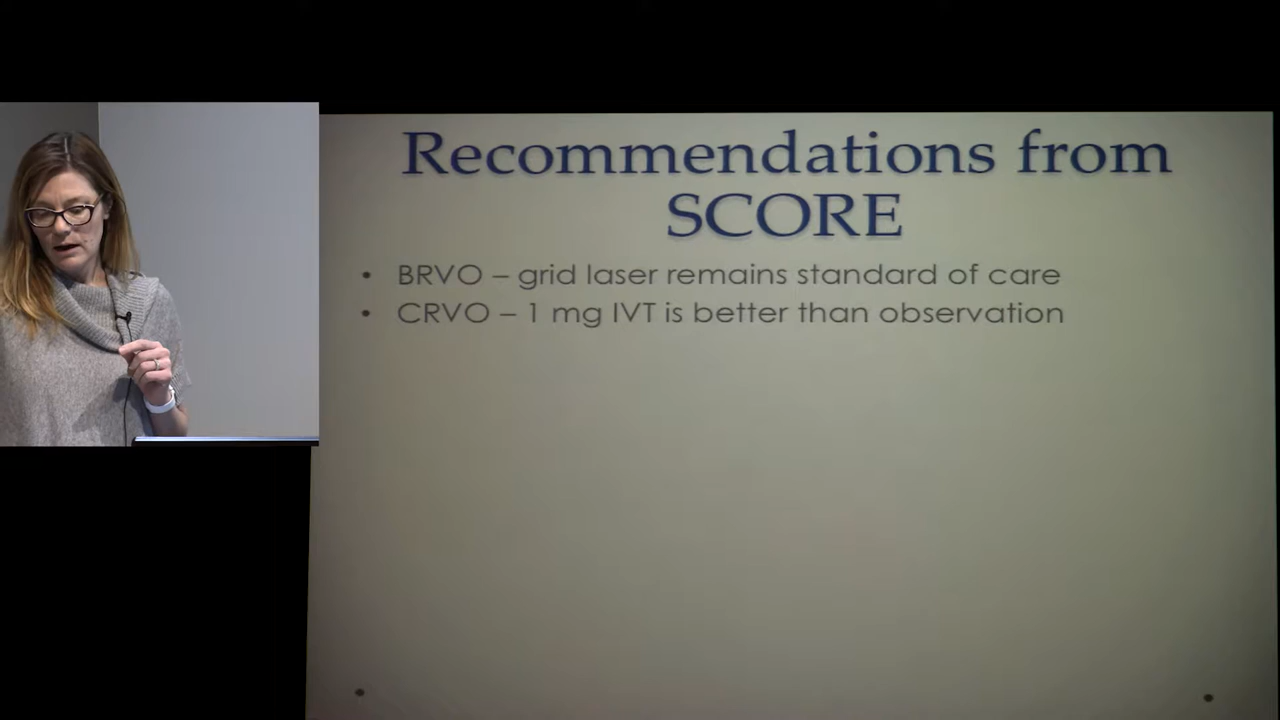 Recommendations from
SCORE
• BRVO – grid laser remains standard of care
• CRVO – 1 mg IVT is better than observation